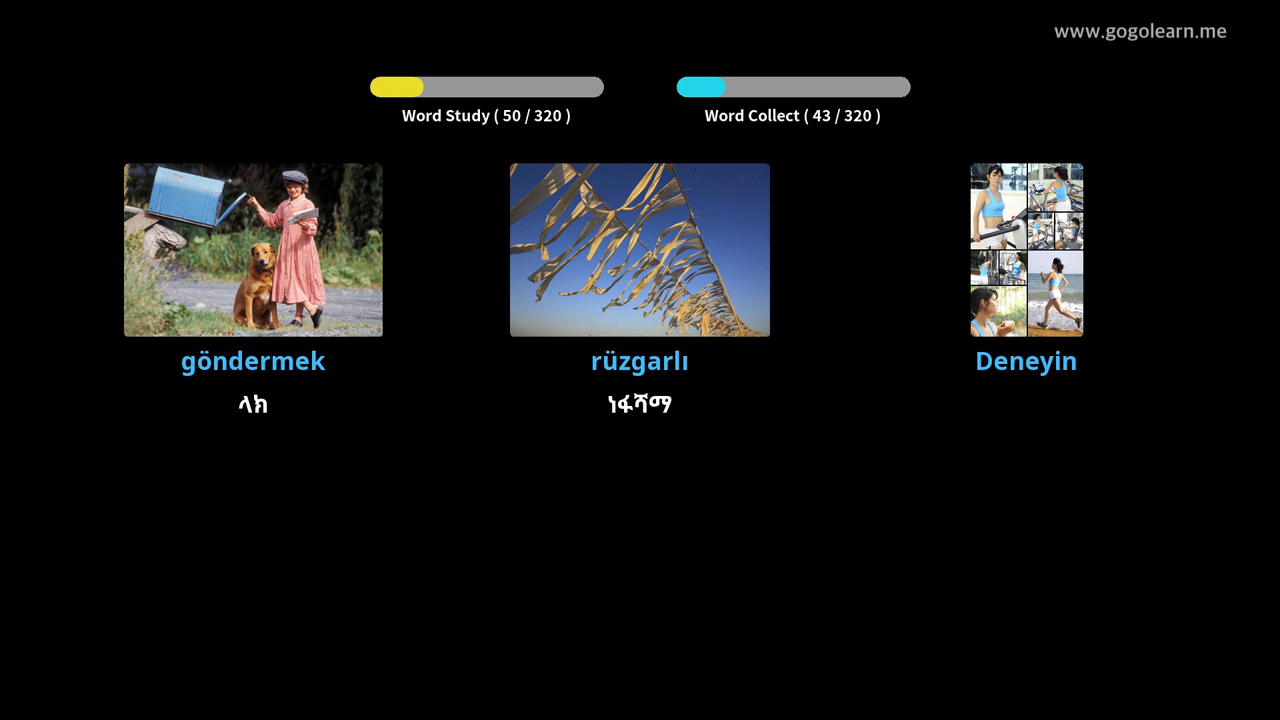 www.gogolearn.me
Word Study ( 50 / 320 )
Word Collect ( 43 / 320 )
göndermek
rüzgarlı
Deneyin
ላክ
ነፋሻማ